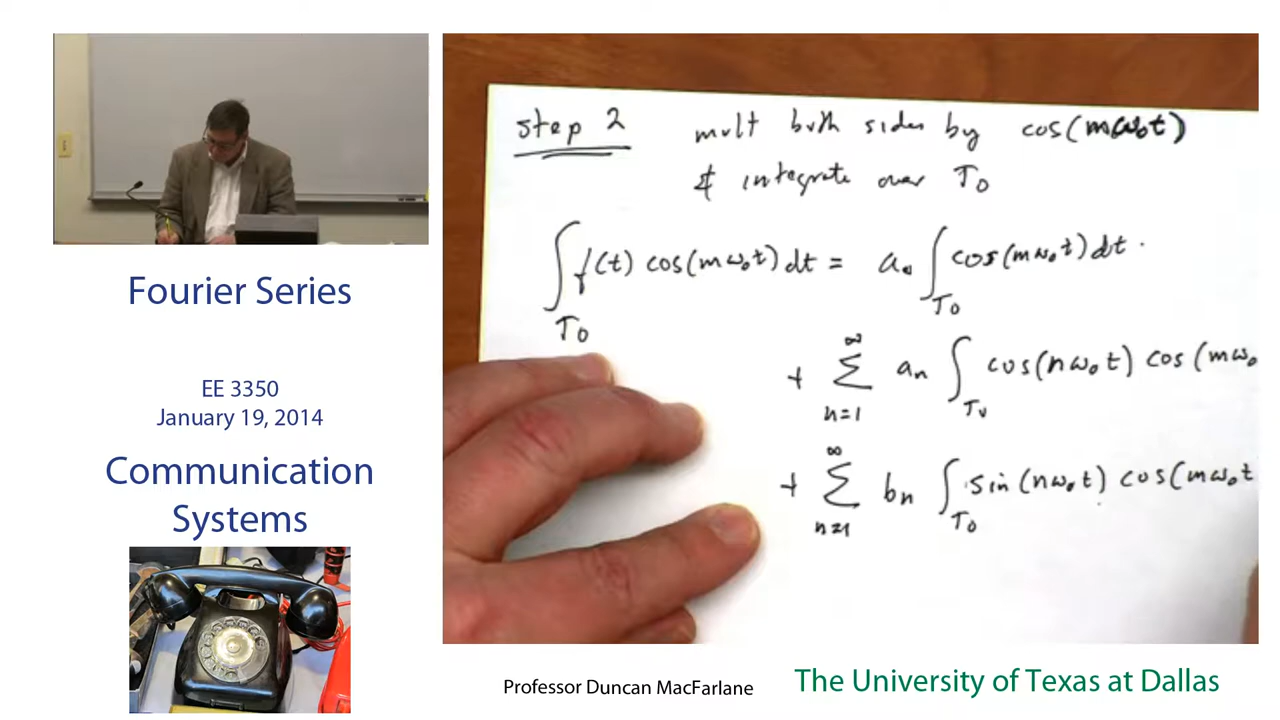 step 2 mult both sides by cos(mω₀t)
& integrate over T₀
∫T₀ f(t) cos(mω₀t) dt = a₀ ∫T₀ cos(mω₀t) dt
+ ∑n=1∞ an ∫T₀ cos(nω₀t) cos(mω₀
+ ∑n=1∞ bn ∫T₀ sin(nω₀t) cos(mω₀t
Fourier Series
EE 3350
January 19, 2014
Communication
Systems
Professor Duncan MacFarlane
The University of Texas at Dallas